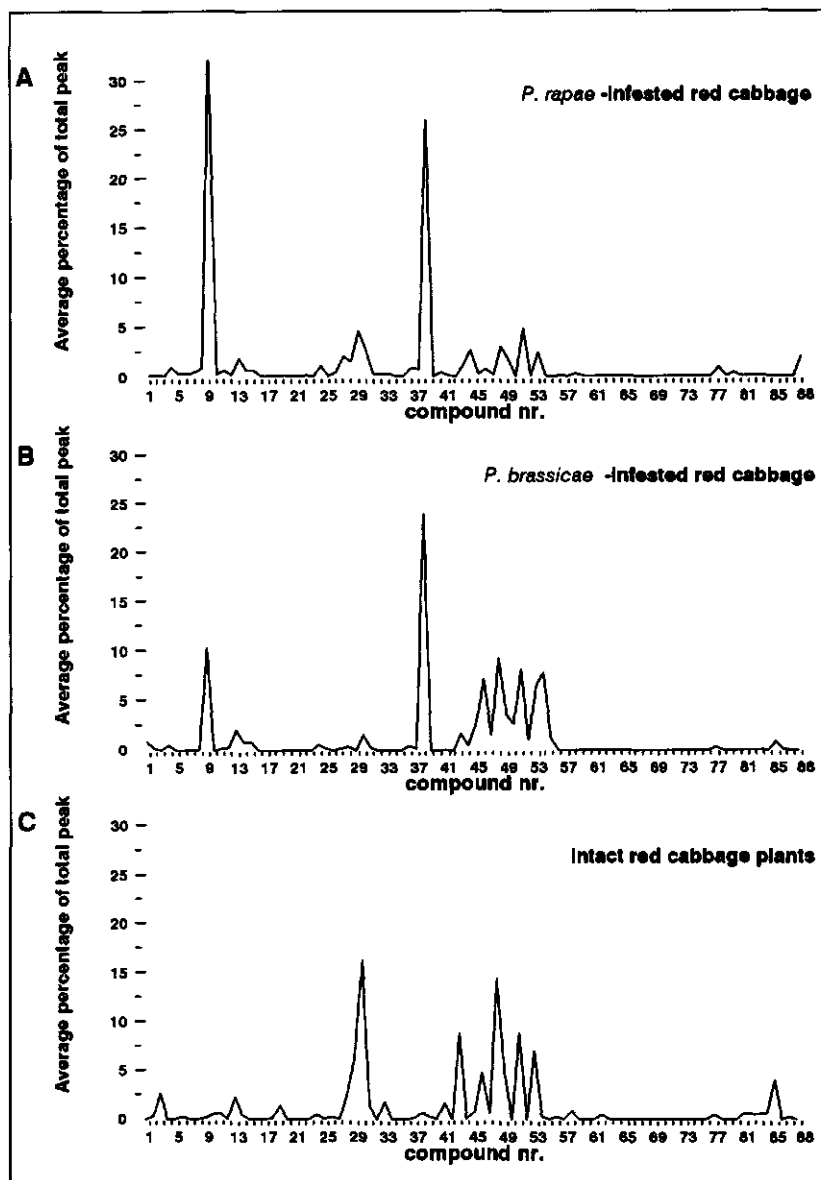 A
P. rapae -infested red cabbage
Average percentage of total peak
30
25
20
15
10
5
0
1 5 9 13 17 21 25 29 33 37 41 45 49 53 57 61 65 69 73 77 81 85 88
compound nr.
B
P. brassicae -infested red cabbage
Average percentage of total peak
30
25
20
15
10
5
0
1 5 9 13 17 21 25 29 33 37 41 45 49 53 57 61 65 69 73 77 81 85 88
compound nr.
C
Intact red cabbage plants
Average percentage of total peak
30
25
20
15
10
5
0
1 5 9 13 17 21 25 29 33 37 41 45 49 53 57 61 65 69 73 77 81 85 88
compound nr.